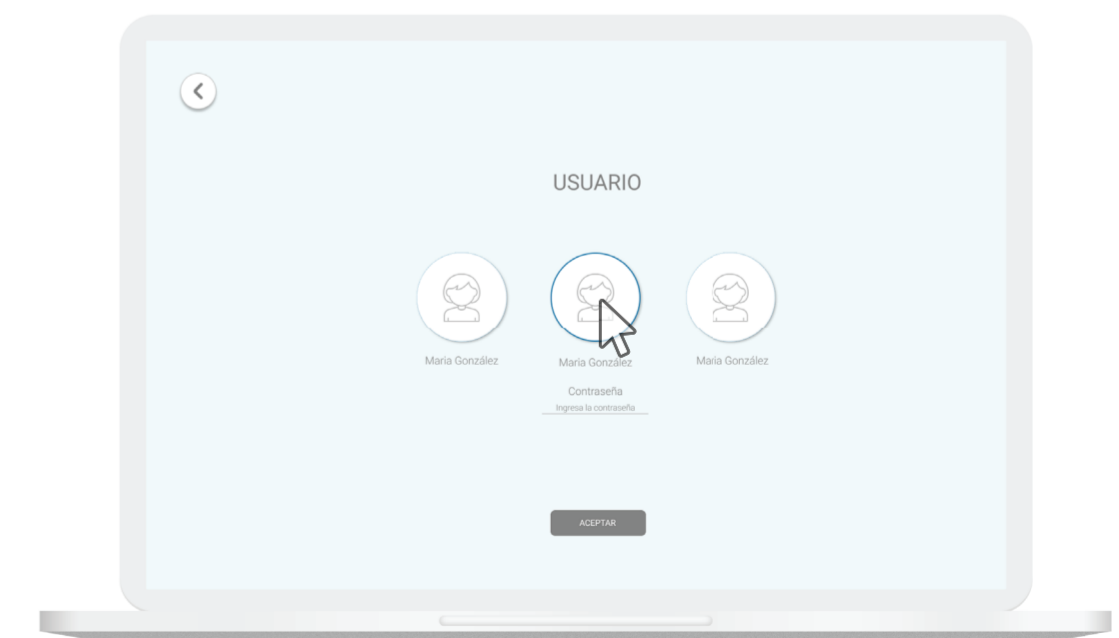 USUARIO
Maria González
Maria González
Maria González
Contraseña
Ingresa la contraseña
ACEPTAR